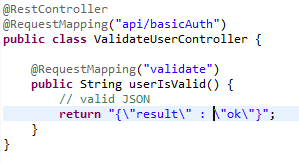 @RestController
@RequestMapping("api/basicAuth")
public class ValidateUserController {
@RequestMapping("validate")
public String userIsValid() {
// valid JSON
return "{\"result\" : \"ok\"}";
}
}